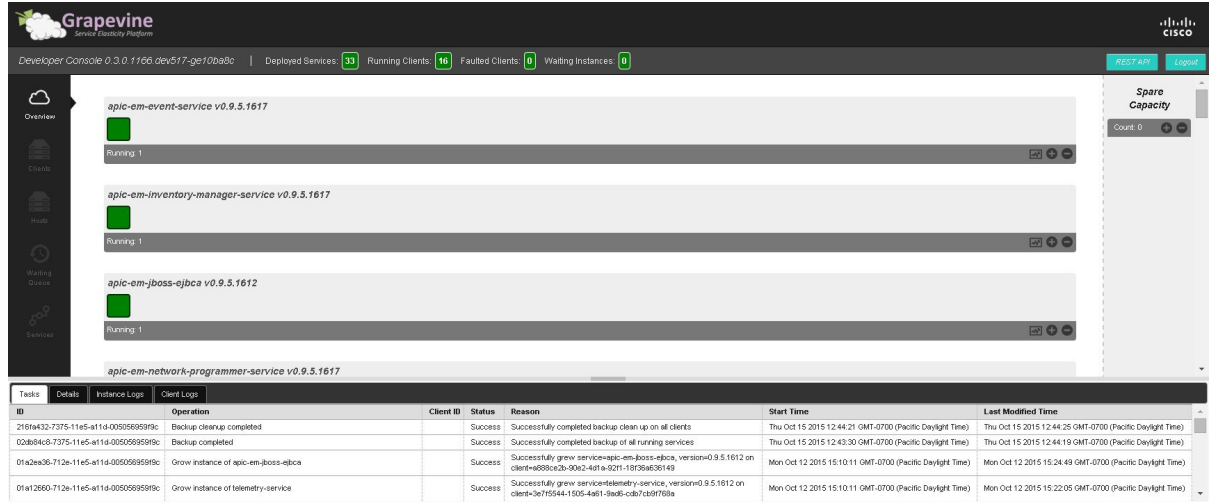 Grapevine
Service Elasticity Platform
CISCO
Developer Console 0.3.0.1166.dev517-ge10ba8c | Deployed Services: 33 Running Clients: 16 Faulted Clients: 0 Waiting Instances: 0 REST API Logout
Overview
Clients
Hosts
Waiting
Queue
Services
apic-em-event-service v0.9.5.1617
Running: 1
apic-em-inventory-manager-service v0.9.5.1617
Running: 1
apic-em-jboss-ejbca v0.9.5.1612
Running: 1
apic-em-network-programmer-service v0.9.5.1617
Spare
Capacity
Count: 0
Tasks Details Instance Logs Client Logs
ID Operation Client ID Status Reason Start Time Last Modified Time
216fa432-7375-11e5-a11d-005056959f9c Backup cleanup completed Success Successfully completed backup clean up on all clients Thu Oct 15 2015 12:44:21 GMT-0700 (Pacific Daylight Time) Thu Oct 15 2015 12:44:25 GMT-0700 (Pacific Daylight Time)
02db84c8-7375-11e5-a11d-005056959f9c Backup completed Success Successfully completed backup of all running services Thu Oct 15 2015 12:43:30 GMT-0700 (Pacific Daylight Time) Thu Oct 15 2015 12:44:19 GMT-0700 (Pacific Daylight Time)
01a2ea36-712e-11e5-a11d-005056959f9c Grow instance of apic-em-jboss-ejbca Success Successfully grew service=apic-em-jboss-ejbca, version=0.9.5.1612 on
client=a888ce2b-90e2-4d1a-92f1-18f36a636149 Mon Oct 12 2015 15:10:11 GMT-0700 (Pacific Daylight Time) Mon Oct 12 2015 15:24:49 GMT-0700 (Pacific Daylight Time)
01a12660-712e-11e5-a11d-005056959f9c Grow instance of telemetry-service Success Successfully grew service=telemetry-service, version=0.9.5.1612 on
client=3e7f5544-1505-4a61-9ad6-cdb7cb9f768a Mon Oct 12 2015 15:10:11 GMT-0700 (Pacific Daylight Time) Mon Oct 12 2015 15:22:05 GMT-0700 (Pacific Daylight Time)